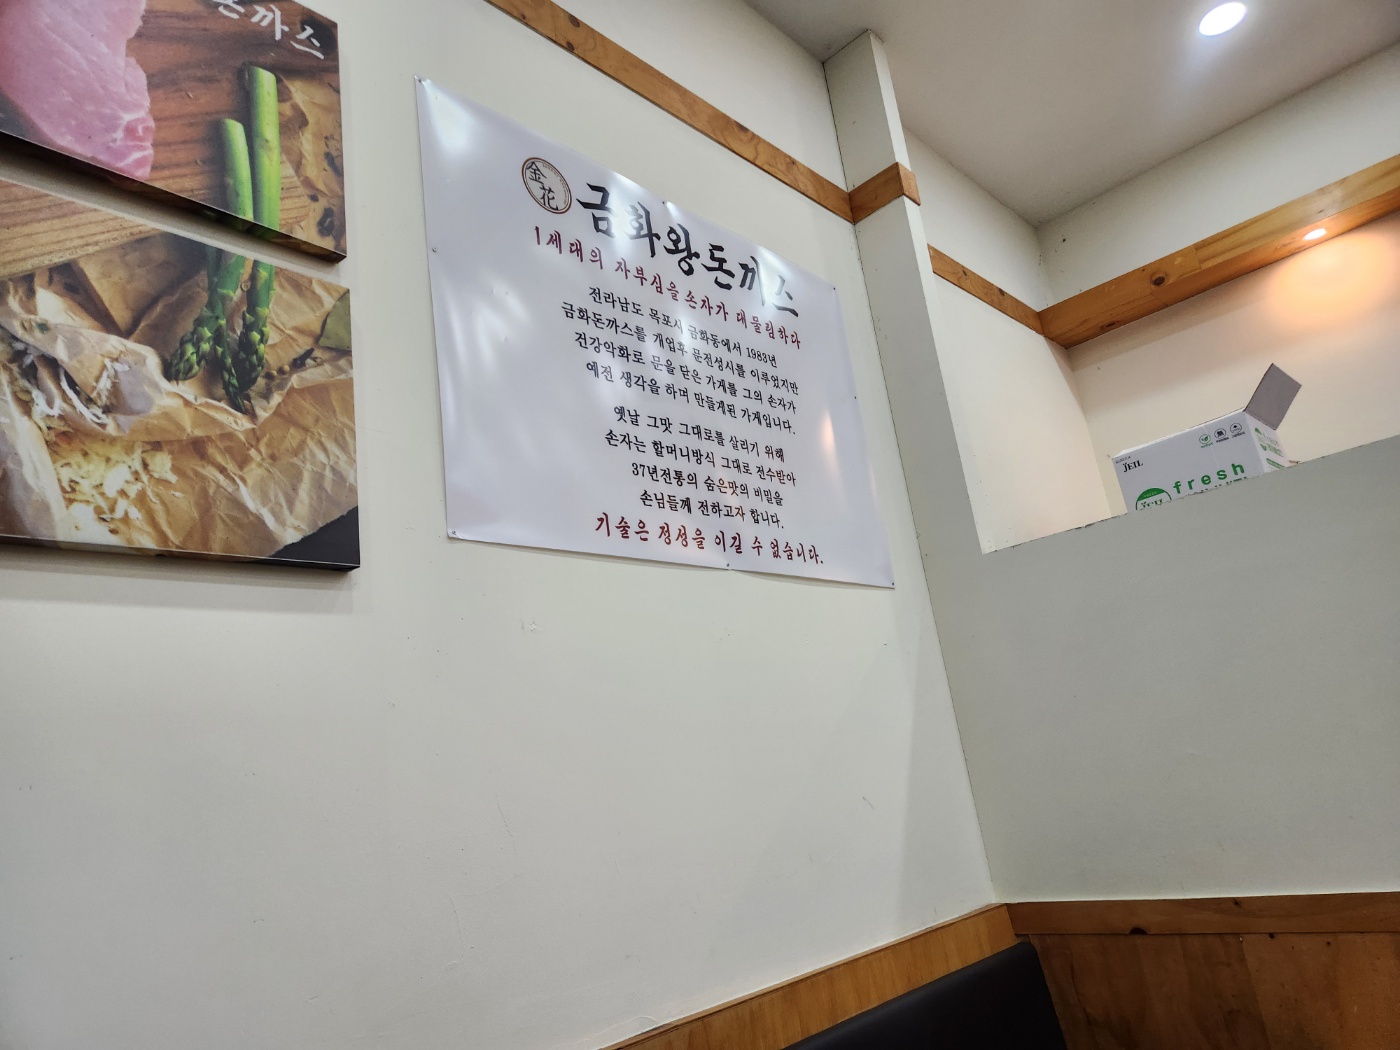 돈까스
金花
금화왕돈까스
1세대의 자부심을 손자가 대물림하다
전라남도 목포시 금화동에서 1983년
금화돈까스를 개업후 문전성시를 이루었지만
건강악화로 문을 닫은 가게를 그의 손자가
예전 생각을 하며 만들게된 가게입니다.
옛날 그맛 그대로를 살리기 위해
손자는 할머니방식 그대로 전수받아
37년전통의 숨은맛의 비밀을
손님들께 전하고자 합니다.
기술은 정성을 이길 수 없습니다.
JEIL
fresh